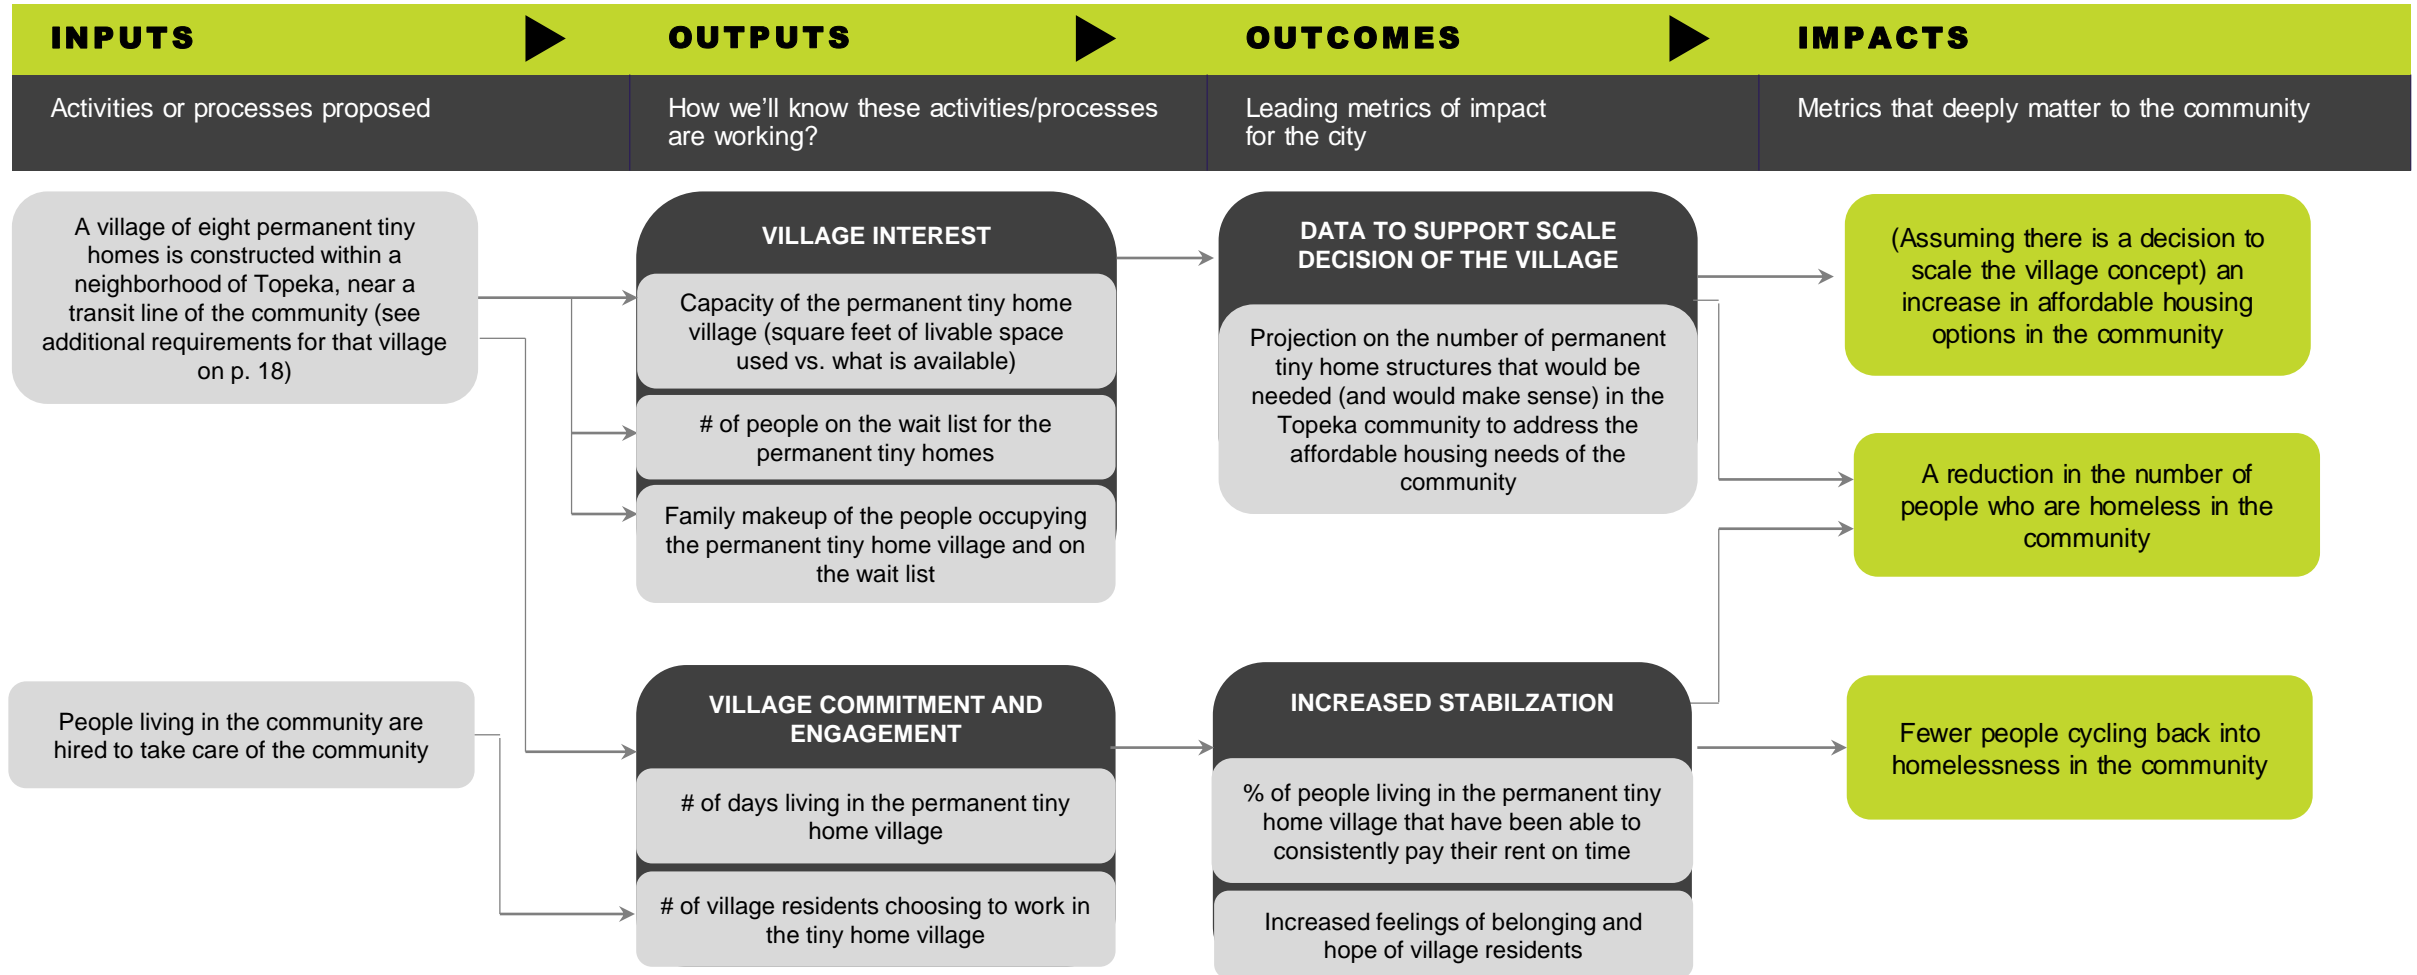 INPUTS
OUTPUTS
OUTCOMES
IMPACTS
Activities or processes proposed
How we'll know these activities/processes
are working?
Leading metrics of impact
for the city
Metrics that deeply matter to the community
A village of eight permanent tiny
homes is constructed within a
neighborhood of Topeka, near a
transit line of the community (see
additional requirements for that village
on p. 18)
People living in the community are
hired to take care of the community
VILLAGE INTEREST
Capacity of the permanent tiny home
village (square feet of livable space
used vs. what is available)
# of people on the wait list for the
permanent tiny homes
Family makeup of the people occupying
the permanent tiny home village and on
the wait list
VILLAGE COMMITMENT AND
ENGAGEMENT
# of days living in the permanent tiny
home village
# of village residents choosing to work in
the tiny home village
DATA TO SUPPORT SCALE
DECISION OF THE VILLAGE
Projection on the number of permanent
tiny home structures that would be
needed (and would make sense) in the
Topeka community to address the
affordable housing needs of the
community
INCREASED STABILZATION
% of people living in the permanent tiny
home village that have been able to
consistently pay their rent on time
Increased feelings of belonging and
hope of village residents
(Assuming there is a decision to
scale the village concept) an
increase in affordable housing
options in the community
A reduction in the number of
people who are homeless in the
community
Fewer people cycling back into
homelessness in the community